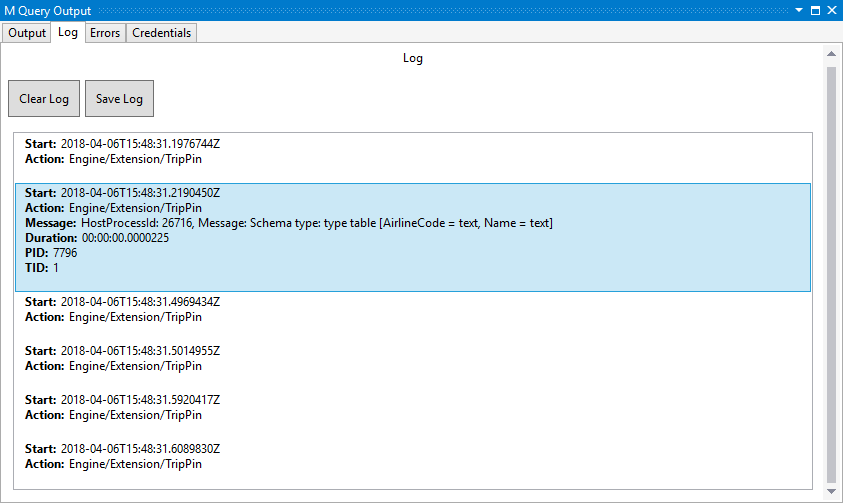 M Query Output
Output Log Errors Credentials
Log
Clear Log Save Log
Start: 2018-04-06T15:48:31.1976744Z
Action: Engine/Extension/TripPin
Start: 2018-04-06T15:48:31.2190450Z
Action: Engine/Extension/TripPin
Message: HostProcessId: 26716, Message: Schema type: type table [AirlineCode = text, Name = text]
Duration: 00:00:00.0000225
PID: 7796
TID: 1
Start: 2018-04-06T15:48:31.4969434Z
Action: Engine/Extension/TripPin
Start: 2018-04-06T15:48:31.5014955Z
Action: Engine/Extension/TripPin
Start: 2018-04-06T15:48:31.5920417Z
Action: Engine/Extension/TripPin
Start: 2018-04-06T15:48:31.6089830Z
Action: Engine/Extension/TripPin